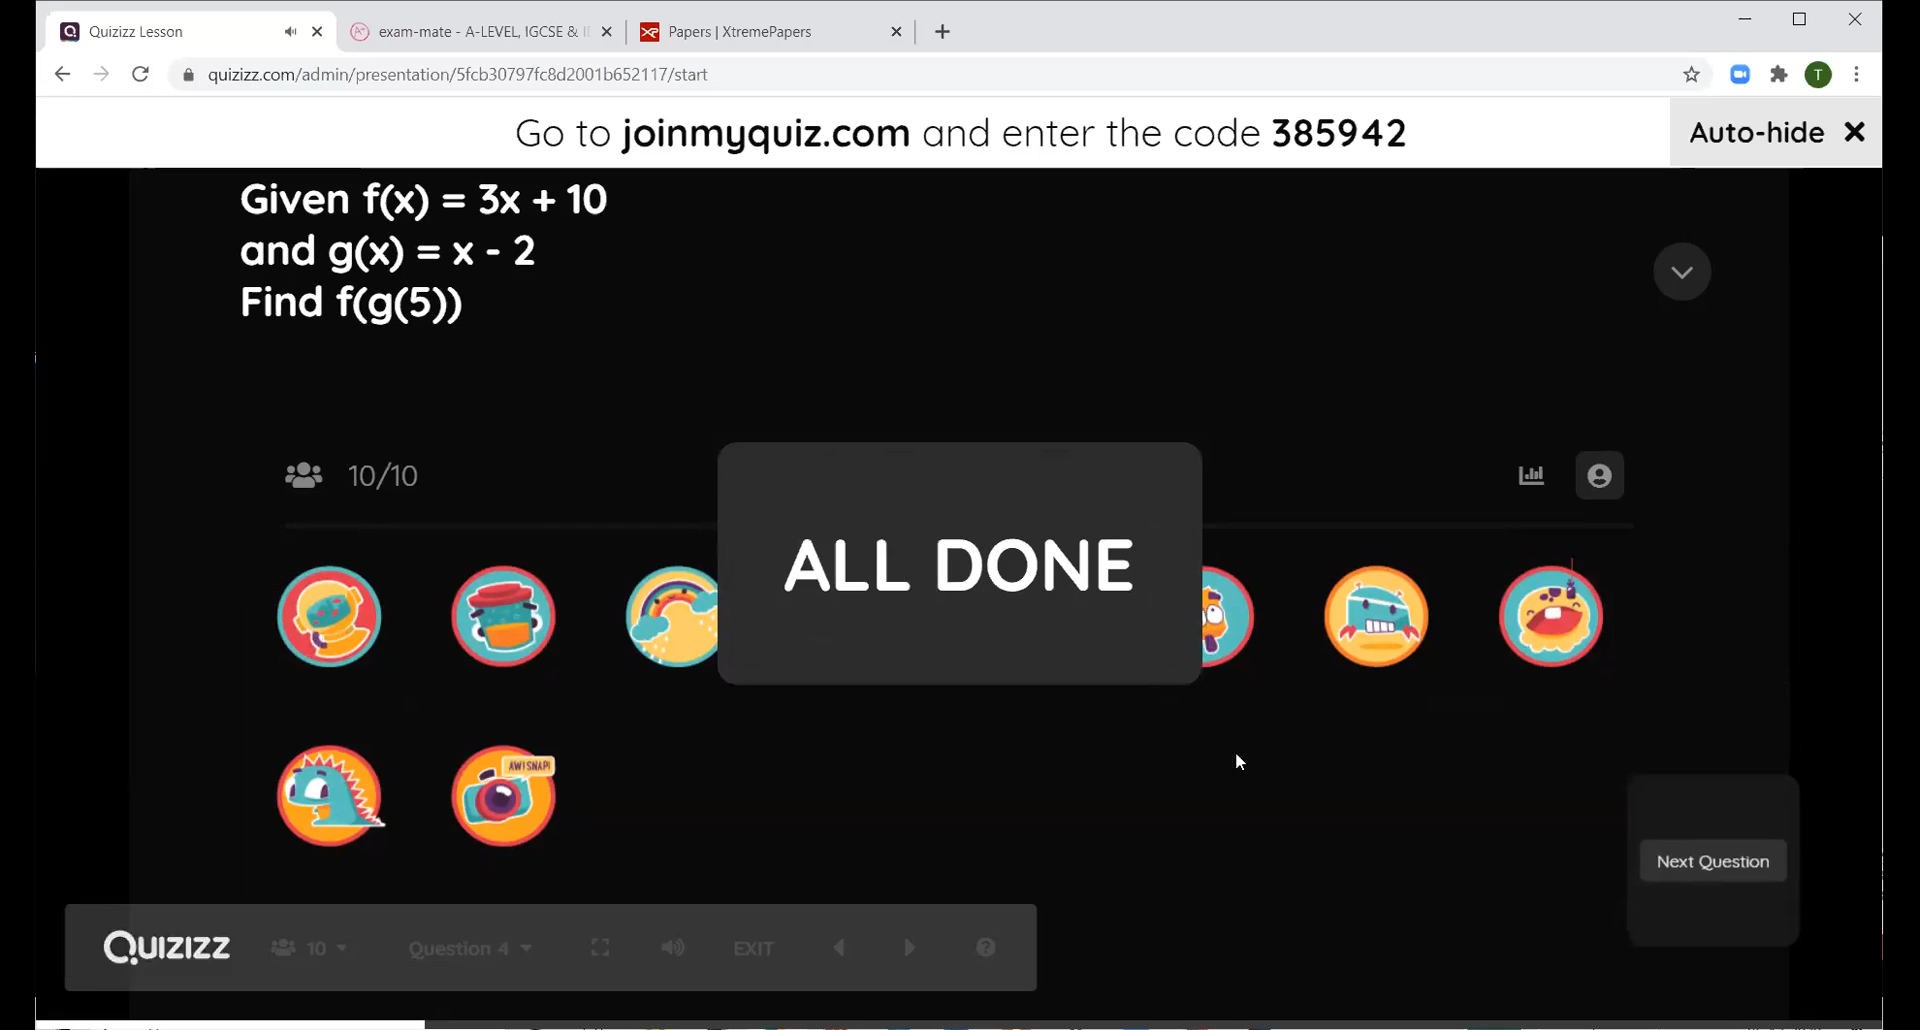 Quizizz Lesson
exam-mate - A-LEVEL, IGCSE & I
Papers | XtremePapers
quizizz.com/admin/presentation/5fcb30797fc8d2001b652117/start
T
Go to joinmyquiz.com and enter the code 385942
Auto-hide
Given f(x) = 3x + 10
and g(x) = x - 2
Find f(g(5))
10/10
ALL DONE
AW! SNAP!
Next Question
QUIZIZZ
10
Question 4
EXIT